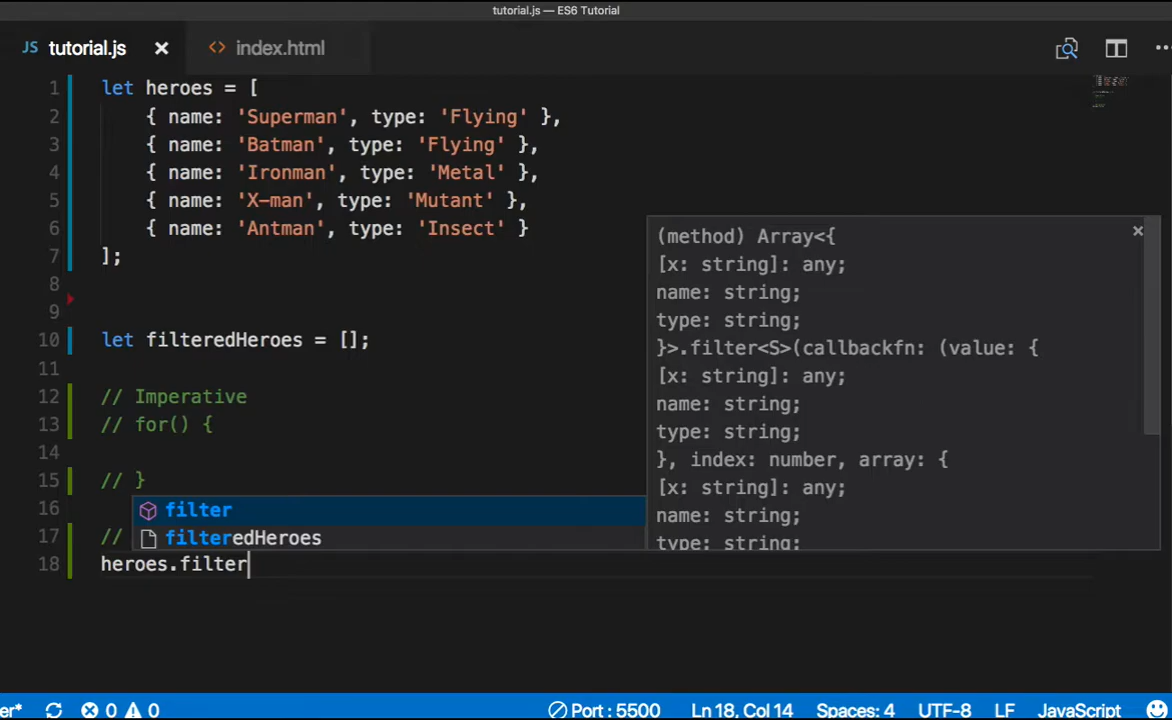 tutorial.js — ES6 Tutorial
JS tutorial.js × <> index.html ...
1 let heroes = [
2 { name: 'Superman', type: 'Flying' },
3 { name: 'Batman', type: 'Flying' },
4 { name: 'Ironman', type: 'Metal' },
5 { name: 'X-man', type: 'Mutant' },
6 { name: 'Antman', type: 'Insect' }
7 ];
8
9
10 let filteredHeroes = [];
11
12 // Imperative
13 // for() {
14
15 // }
16
17 //
18 heroes.filter
filter
filteredHeroes
(method) Array<{
[x: string]: any;
name: string;
type: string;
}>.filter<S>(callbackfn: (value: {
[x: string]: any;
name: string;
type: string;
}, index: number, array: {
[x: string]: any;
name: string;
type: string;
er* 0 0 Port : 5500 Ln 18, Col 14 Spaces: 4 UTF-8 LF JavaScript